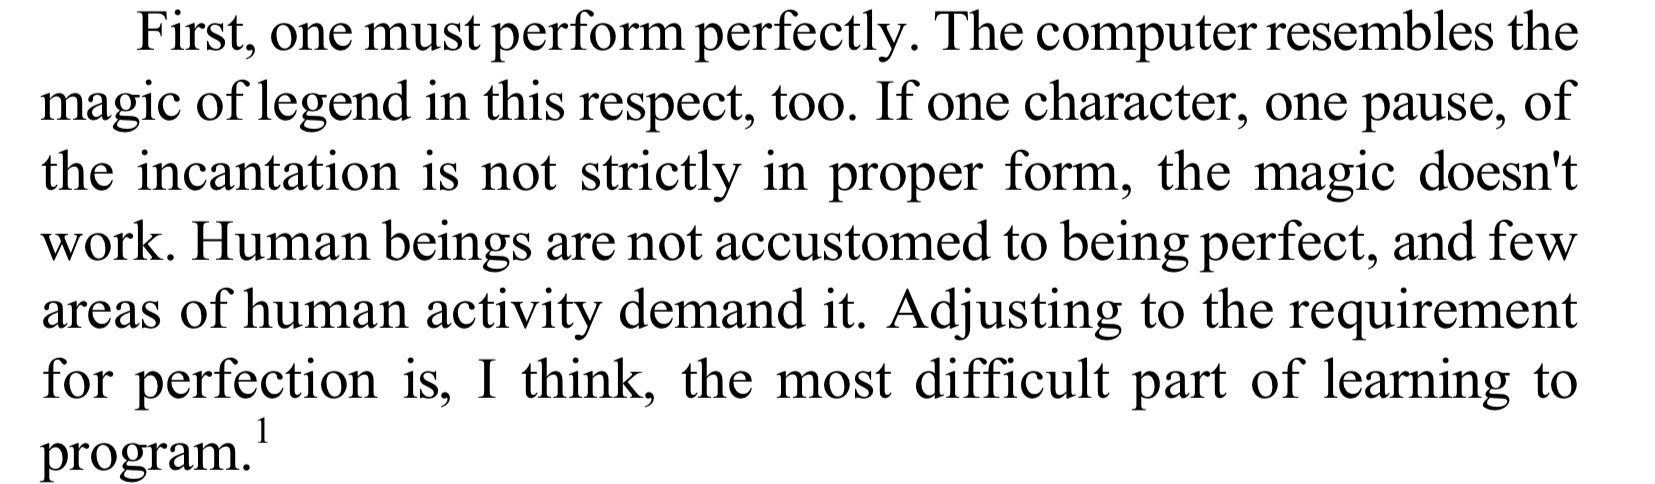 First, one must perform perfectly. The computer resembles the
magic of legend in this respect, too. If one character, one pause, of
the incantation is not strictly in proper form, the magic doesn't
work. Human beings are not accustomed to being perfect, and few
areas of human activity demand it. Adjusting to the requirement
for perfection is, I think, the most difficult part of learning to
program.1